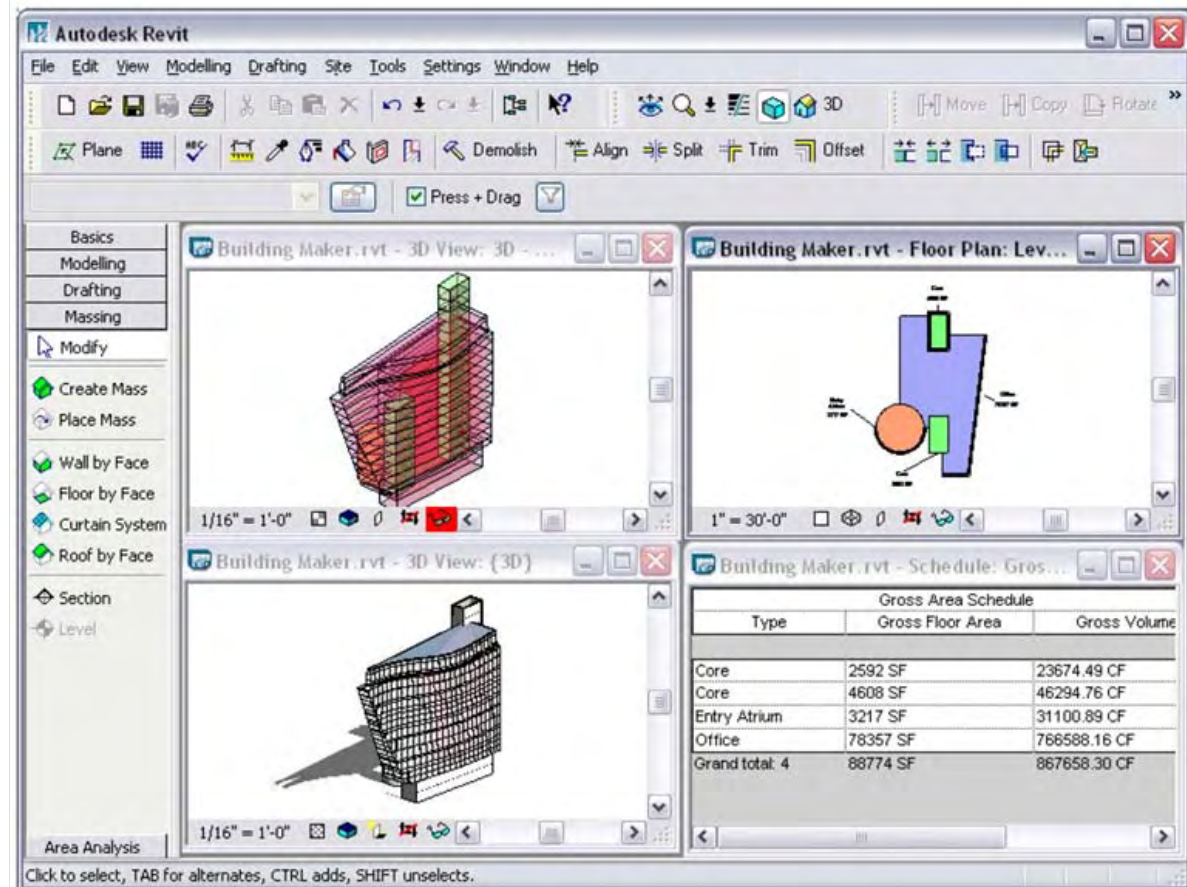 Autodesk Revit
File Edit View Modelling Drafting Site Tools Settings Window Help
3D Move Copy Rotate »
Plane Demolish Align Split Trim Offset
Press + Drag
Basics
Modelling
Drafting
Massing
Modify
Create Mass
Place Mass
Wall by Face
Floor by Face
Curtain System
Roof by Face
Section
Level
Area Analysis
Building Maker.rvt - 3D View: 3D - ...
1/16" = 1'-0"
Building Maker.rvt - Floor Plan: Lev...
1" = 30'-0"
Building Maker.rvt - 3D View: {3D}
1/16" = 1'-0"
Building Maker.rvt - Schedule: Gros...
Gross Area Schedule
Type Gross Floor Area Gross Volume
Core 2592 SF 23674.49 CF
Core 4608 SF 46294.76 CF
Entry Atrium 3217 SF 31100.89 CF
Office 78357 SF 766588.16 CF
Grand total: 4 88774 SF 867658.30 CF
Click to select, TAB for alternates, CTRL adds, SHIFT unselects.